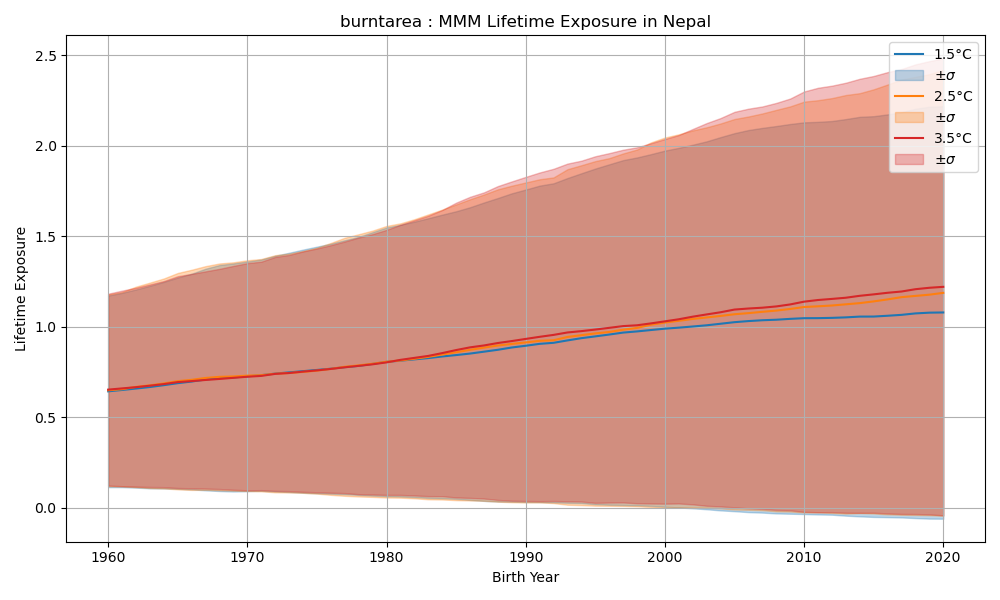 burntarea : MMM Lifetime Exposure in Nepal
Lifetime Exposure
2.5
2.0
1.5
1.0
0.5
0.0
1960 1970 1980 1990 2000 2010 2020
Birth Year
1.5°C
±σ
2.5°C
±σ
3.5°C
±σ